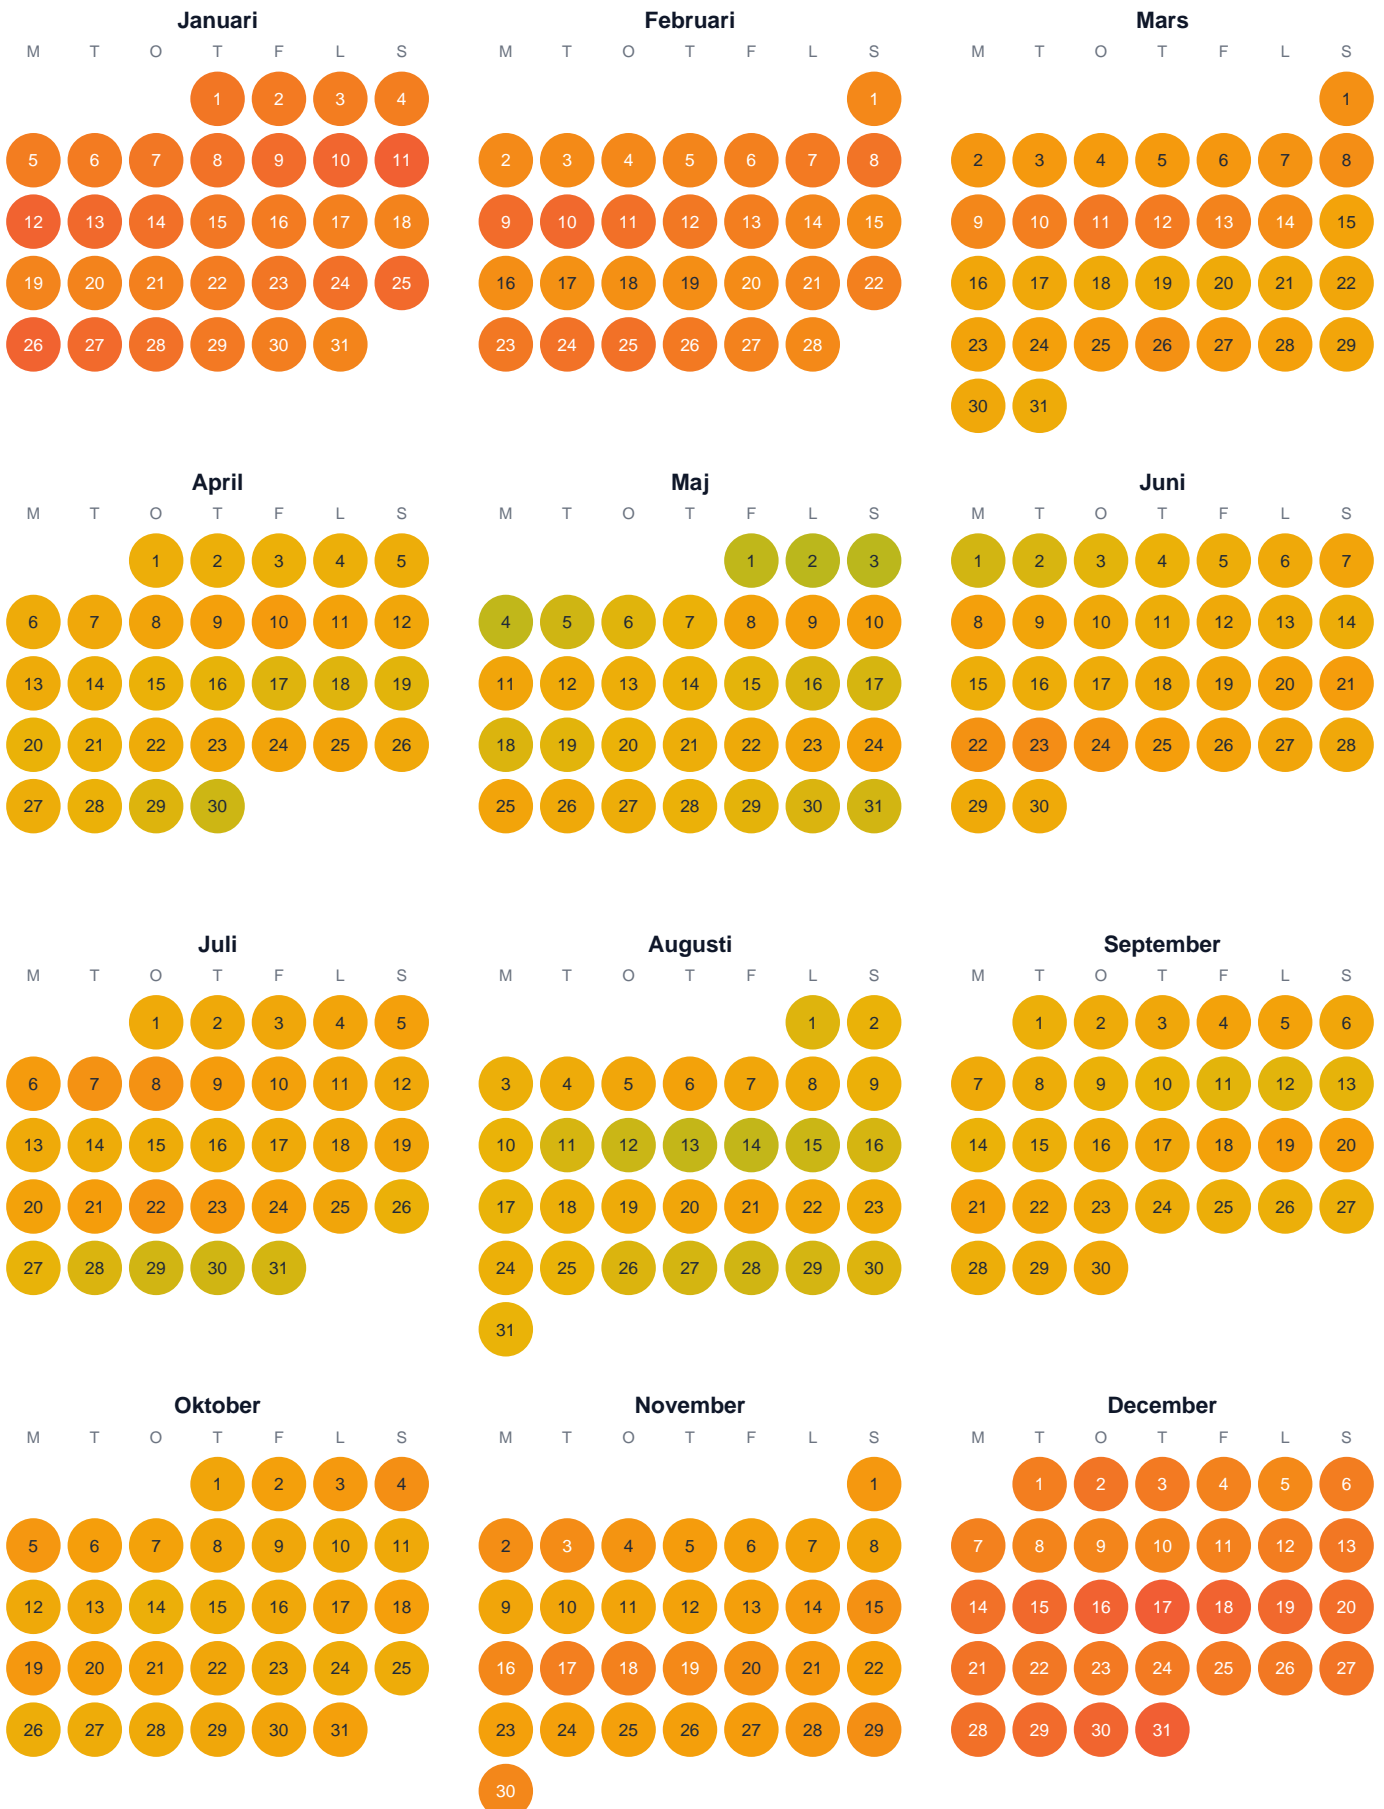 Januari Februari Mars
M T O T F L S M T O T F L S M T O T F L S
1 2 3 4 1 1
5 6 7 8 9 10 11 2 3 4 5 6 7 8 2 3 4 5 6 7 8
12 13 14 15 16 17 18 9 10 11 12 13 14 15 9 10 11 12 13 14 15
19 20 21 22 23 24 25 16 17 18 19 20 21 22 16 17 18 19 20 21 22
26 27 28 29 30 31 23 24 25 26 27 28 23 24 25 26 27 28 29
30 31
April Maj Juni
M T O T F L S M T O T F L S M T O T F L S
1 2 3 4 5 1 2 3 1 2 3 4 5 6 7
6 7 8 9 10 11 12 4 5 6 7 8 9 10 8 9 10 11 12 13 14
13 14 15 16 17 18 19 11 12 13 14 15 16 17 15 16 17 18 19 20 21
20 21 22 23 24 25 26 18 19 20 21 22 23 24 22 23 24 25 26 27 28
27 28 29 30 25 26 27 28 29 30 31 29 30
Juli Augusti September
M T O T F L S M T O T F L S M T O T F L S
1 2 3 4 5 1 2 1 2 3 4 5 6
6 7 8 9 10 11 12 3 4 5 6 7 8 9 7 8 9 10 11 12 13
13 14 15 16 17 18 19 10 11 12 13 14 15 16 14 15 16 17 18 19 20
20 21 22 23 24 25 26 17 18 19 20 21 22 23 21 22 23 24 25 26 27
27 28 29 30 31 24 25 26 27 28 29 30 28 29 30
31
Oktober November December
M T O T F L S M T O T F L S M T O T F L S
1 2 3 4 1 1 2 3 4 5 6
5 6 7 8 9 10 11 2 3 4 5 6 7 8 7 8 9 10 11 12 13
12 13 14 15 16 17 18 9 10 11 12 13 14 15 14 15 16 17 18 19 20
19 20 21 22 23 24 25 16 17 18 19 20 21 22 21 22 23 24 25 26 27
26 27 28 29 30 31 23 24 25 26 27 28 29 28 29 30 31
30